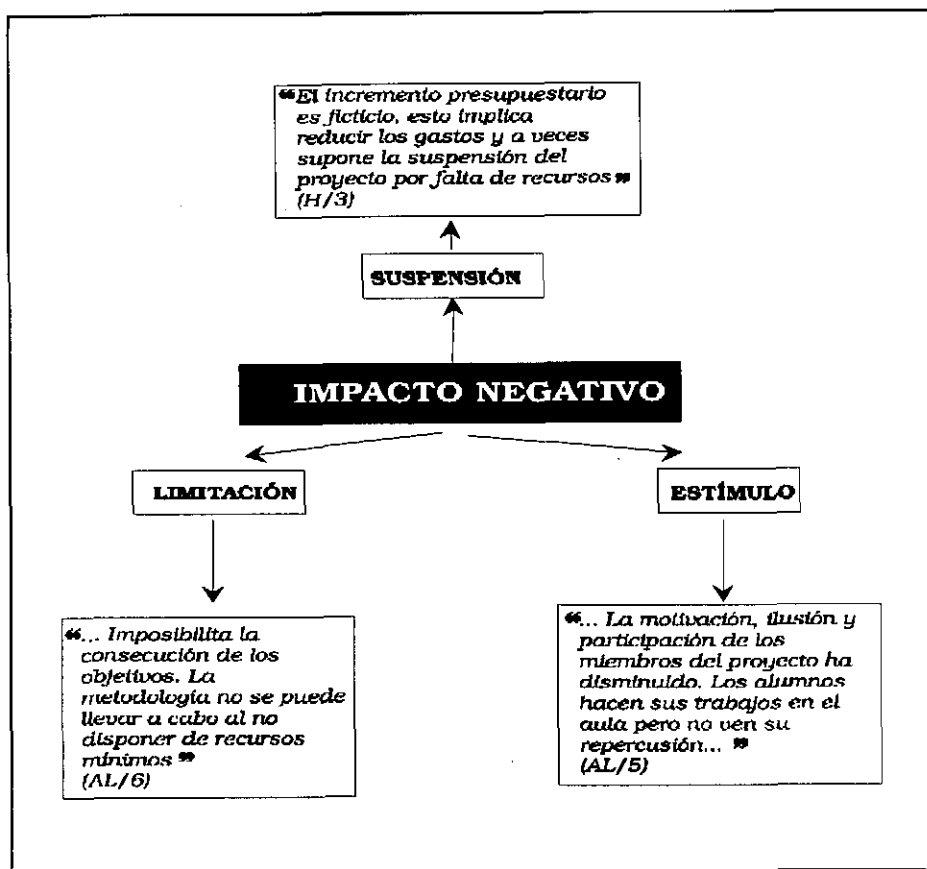 ❝El incremento presupuestario
es ficticio, esto implica
reducir los gastos y a veces
supone la suspensión del
proyecto por falta de recursos❞
(H/3)
SUSPENSIÓN
IMPACTO NEGATIVO
LIMITACIÓN
ESTÍMULO
❝... Imposibilita la
consecución de los
objetivos. La
metodología no se puede
llevar a cabo al no
disponer de recursos
mínimos❞
(AL/6)
❝... La motivación, ilusión y
participación de los
miembros del proyecto ha
disminuido. Los alumnos
hacen sus trabajos en el
aula pero no ven su
repercusión... ❞
(AL/5)